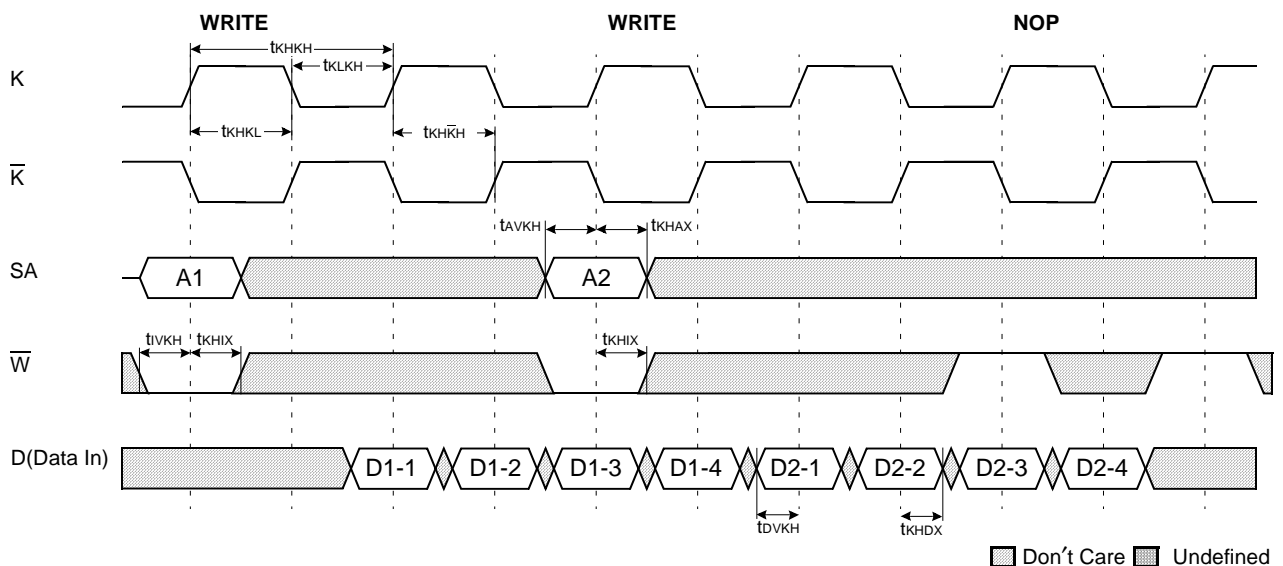 WRITE WRITE NOP
tKHKH
tKLKH
K
tKHKL tKHK̅H
K̅
tAVKH tKHAX
SA A1 A2
tIVKH tKHIX tKHIX
W̅
D(Data In) D1-1 D1-2 D1-3 D1-4 D2-1 D2-2 D2-3 D2-4
tDVKH tKHDX
Don′t Care Undefined